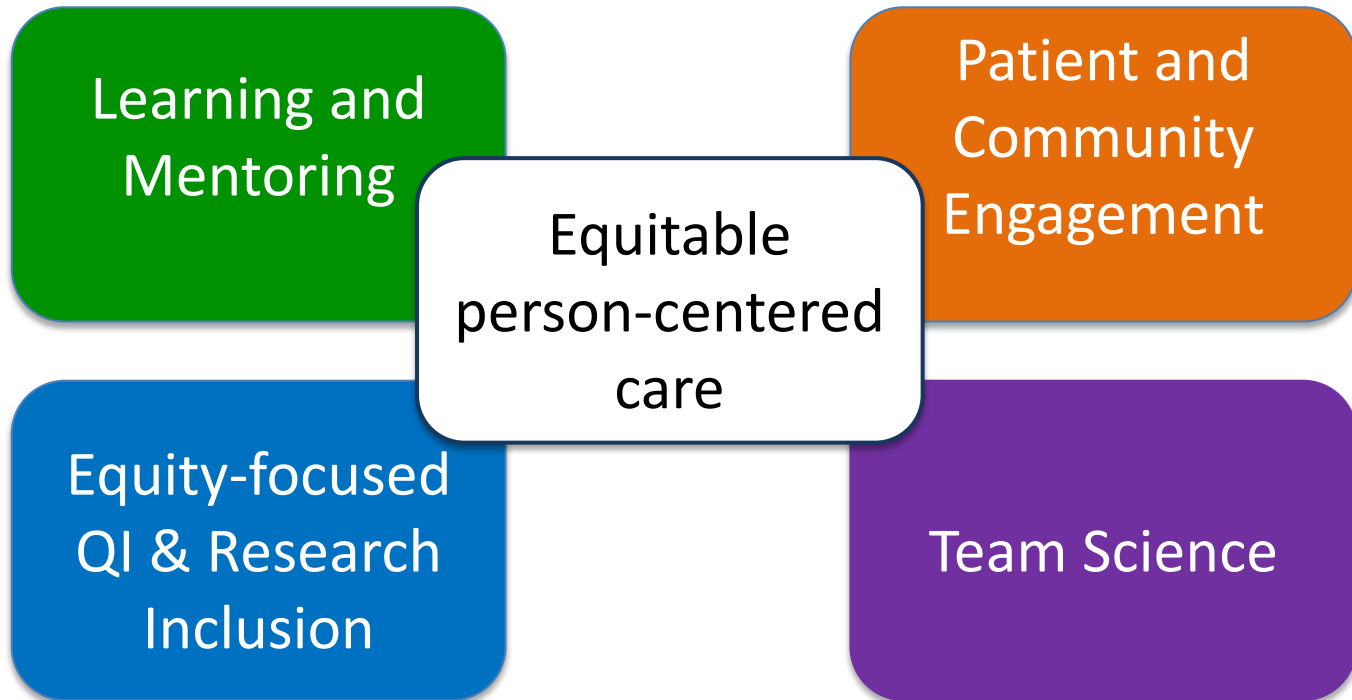 Learning and
Mentoring
Patient and
Community
Engagement
Equitable
person-centered
care
Equity-focused
QI & Research
Inclusion
Team Science